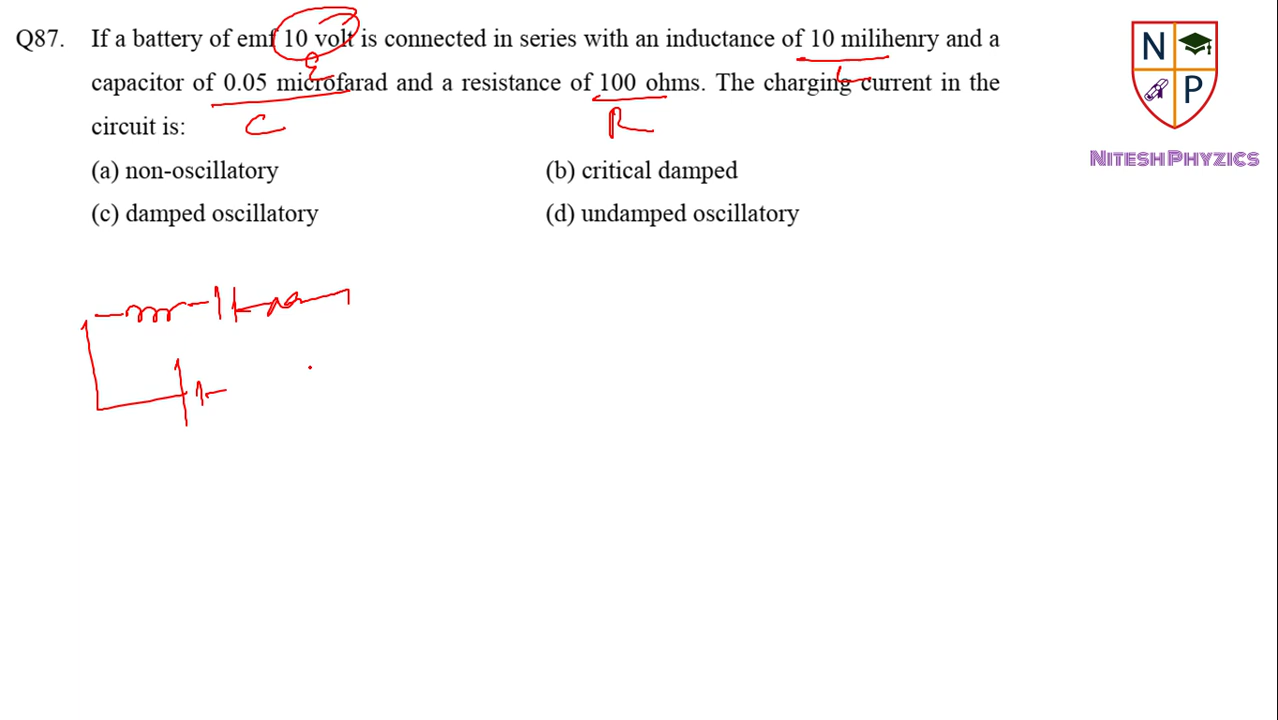 Q87. If a battery of emf 10 volt is connected in series with an inductance of 10 milihenry and a
capacitor of 0.05 microfarad and a resistance of 100 ohms. The charging current in the
circuit is:
(a) non-oscillatory (b) critical damped
(c) damped oscillatory (d) undamped oscillatory
ε
L
C
R
N
P
NITESH PHYZICS